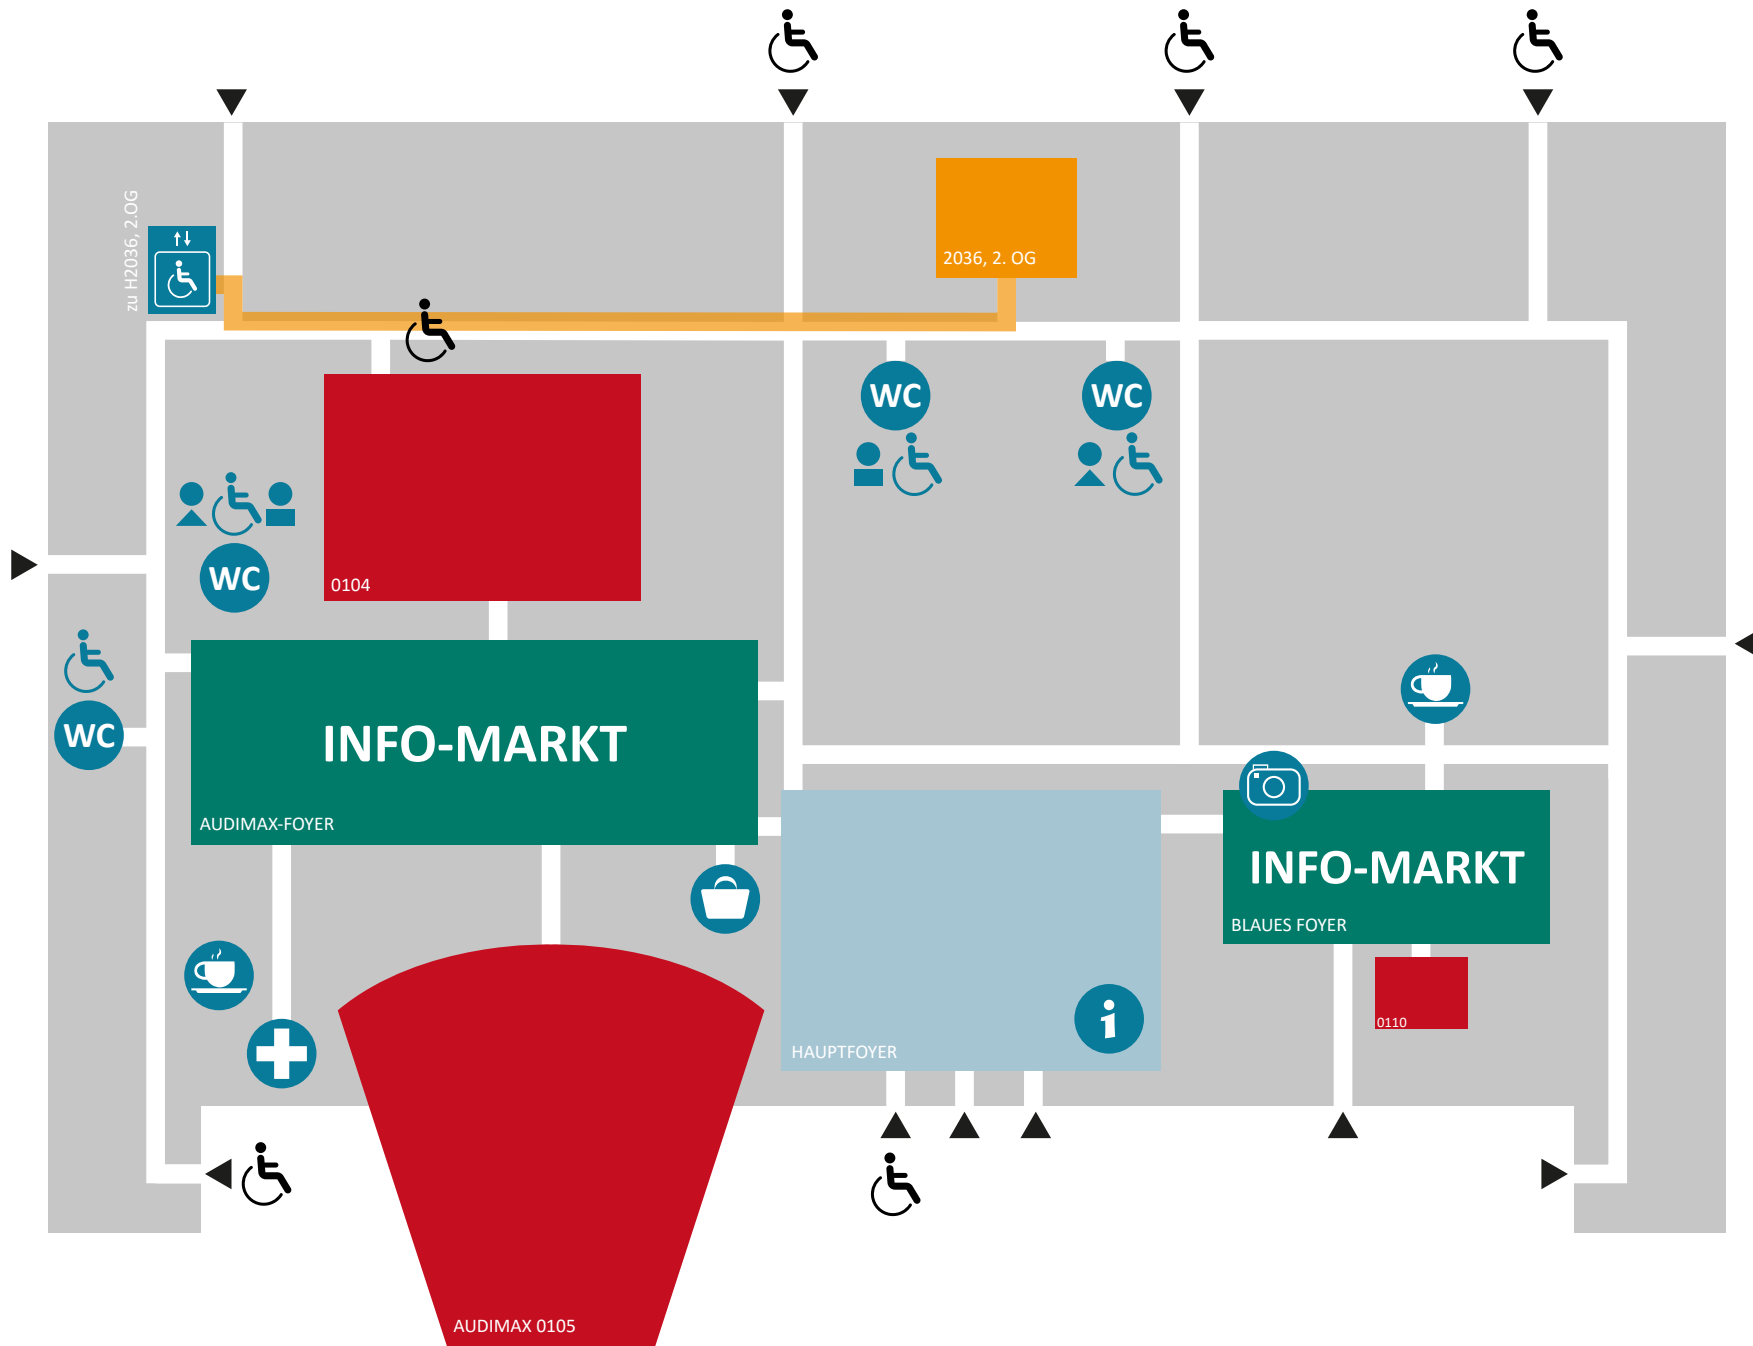 zu H2036, 2.OG
2036, 2. OG
WC
WC
0104
WC
WC
INFO-MARKT
AUDIMAX-FOYER
INFO-MARKT
BLAUES FOYER
0110
HAUPTFOYER
i
AUDIMAX 0105